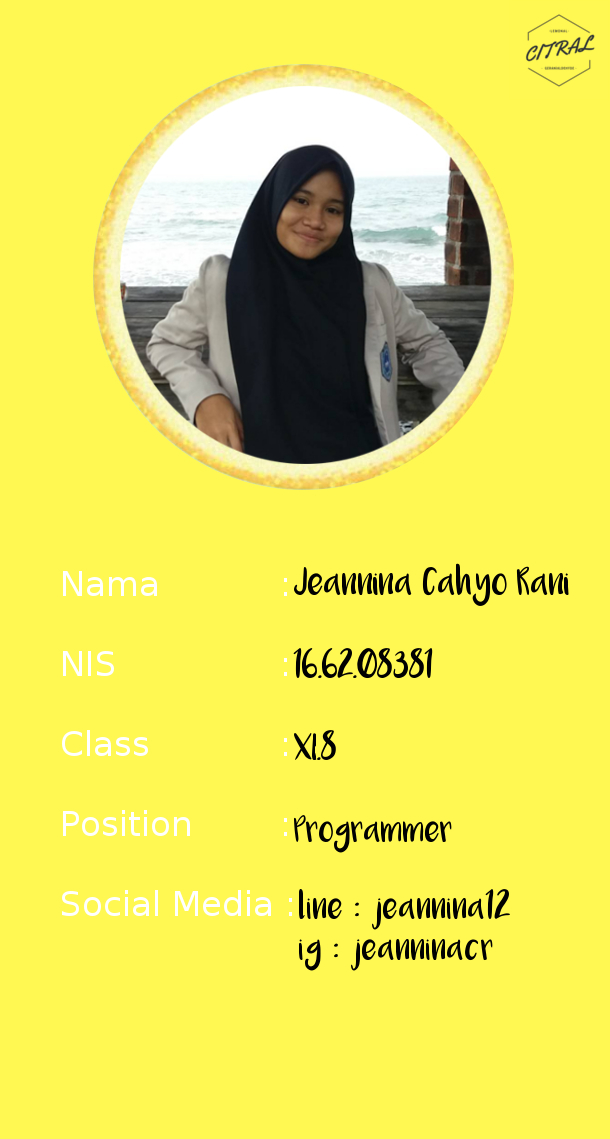 CITRAL
Nama : Jeannina Cahyo Rani
NIS : 16.62.08381
Class : XI.8
Position : Programmer
Social Media : line : jeannina12
ig : jeanninacr